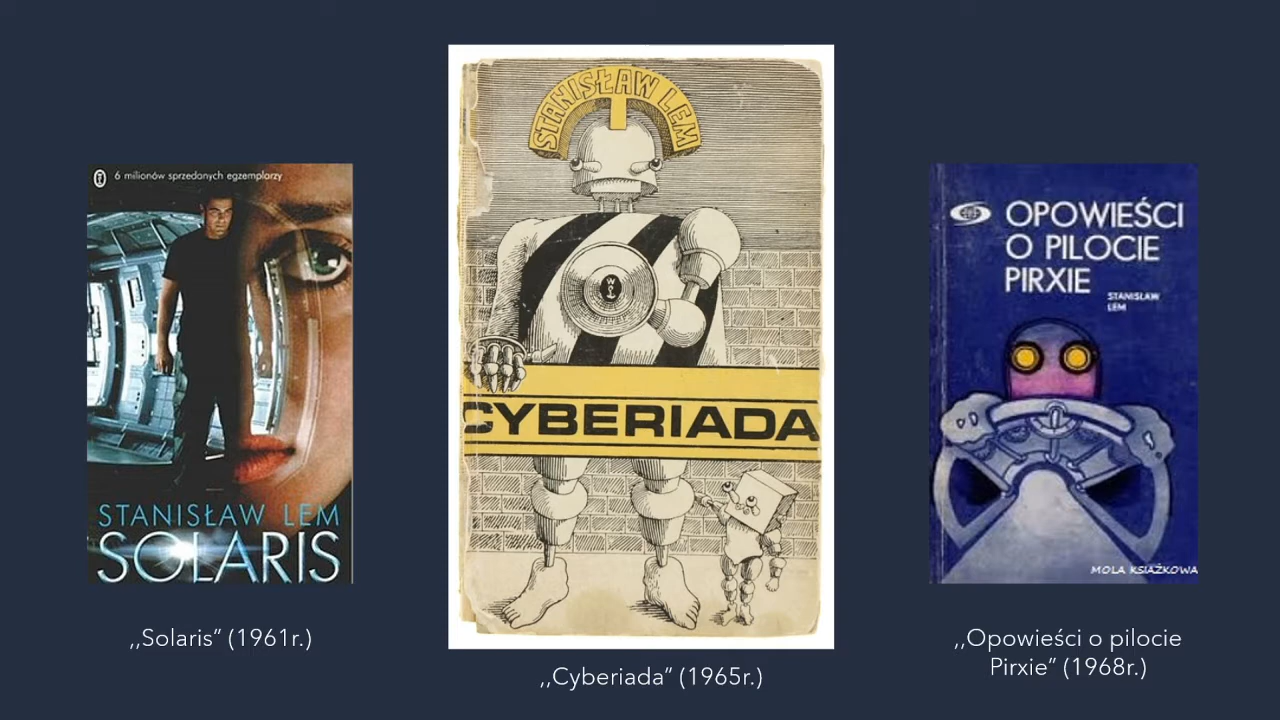 6 milionów sprzedanych egzemplarzy
STANISŁAW LEM
SOLARIS
,,Solaris” (1961r.)
STANISŁAW LEM
CYBERIADA
,,Cyberiada” (1965r.)
OPOWIEŚCI
O PILOCIE
PIRXIE
STANISŁAW
LEM
MOLA KSIĄŻKOWA
,,Opowieści o pilocie
Pirxie” (1968r.)